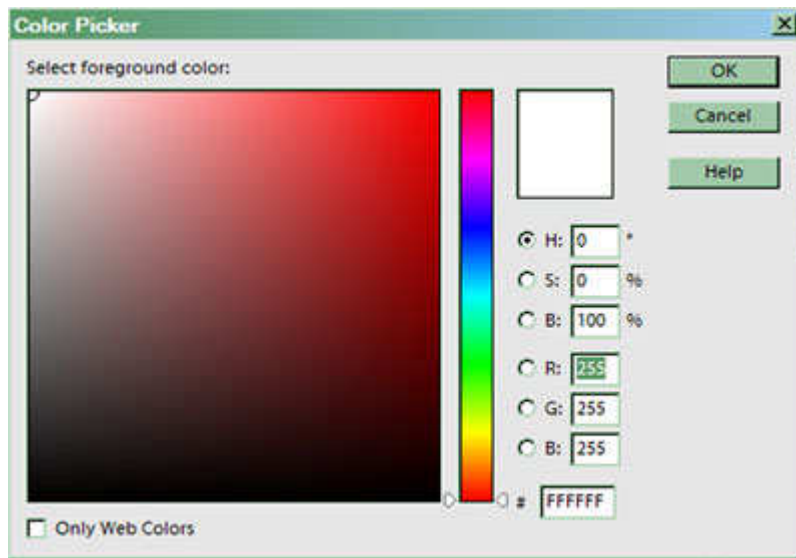 Color Picker
Select foreground color:
OK
Cancel
Help
H: 0 °
S: 0 %
B: 100 %
R: 255
G: 255
B: 255
# FFFFFF
Only Web Colors